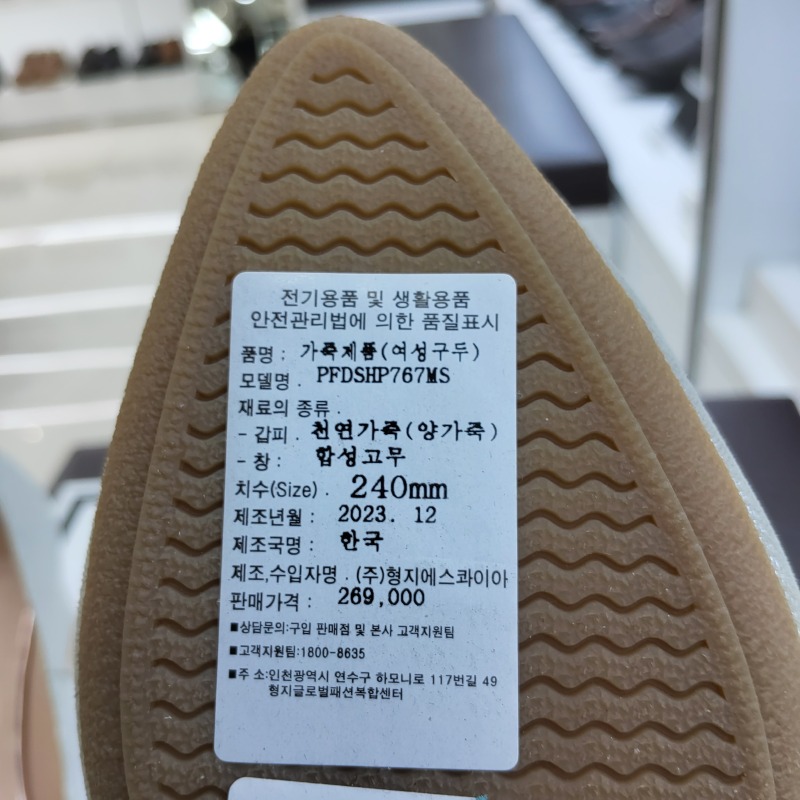 전기용품 및 생활용품
안전관리법에 의한 품질표시
품명 : 가죽제품(여성구두)
모델명 . PFDSHP767MS
재료의 종류 .
- 갑피 . 천연가죽(양가죽)
- 창 : 합성고무
치수(Size) . 240mm
제조년월 : 2023. 12
제조국명 : 한국
제조,수입자명 . (주)형지에스콰이아
판매가격 : 269,000
■상담문의:구입 판매점 및 본사 고객지원팀
■고객지원팀:1800-8635
■주 소:인천광역시 연수구 하모니로 117번길 49
형지글로벌패션복합센터